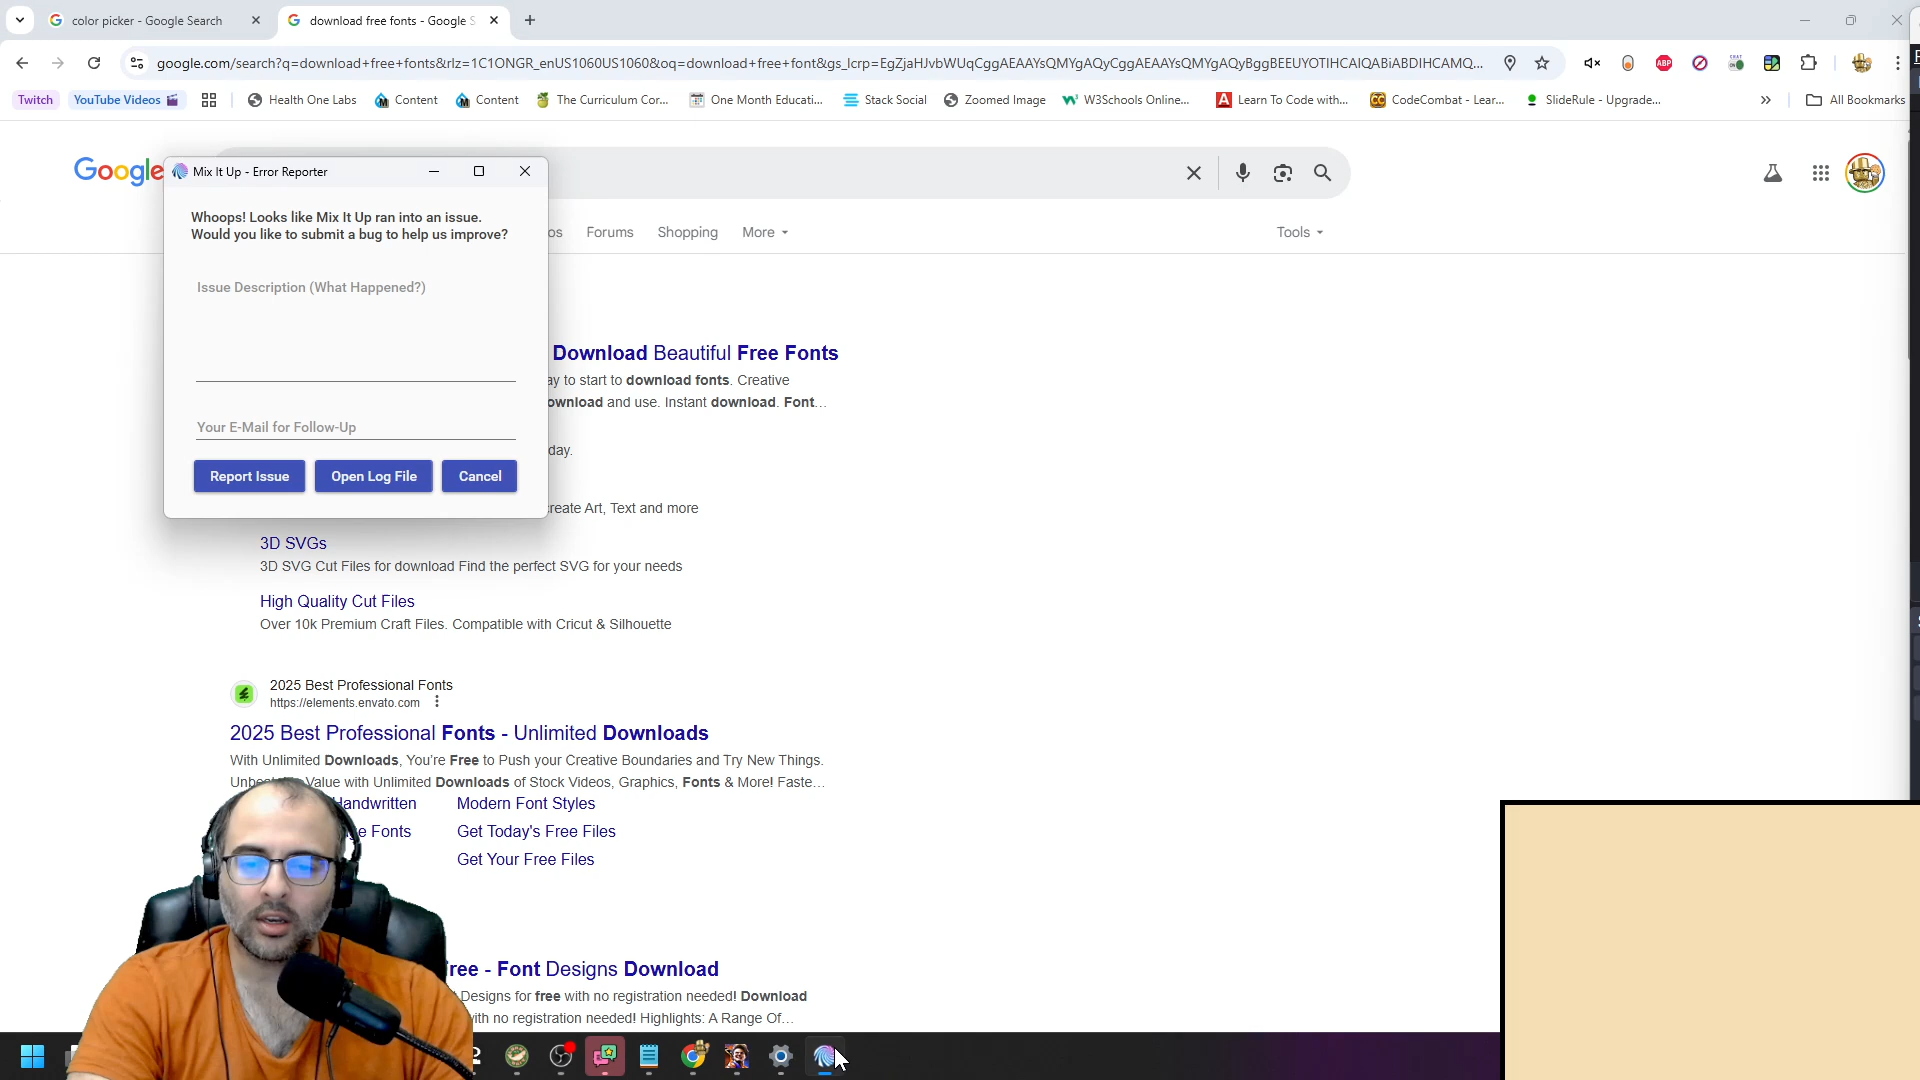 color picker - Google Search
download free fonts - Google S
google.com/search?q=download+free+fonts&rlz=1C1ONGR_enUS1060US1060&oq=download+free+font&gs_lcrp=EgZjaHJvbWUqCggAEAAYsQMYgAQyCggAEAAYsQMYgAQyBggBEEUYOTIHCAIQABiABDIHCAMQ...
ABP
Twitch
YouTube Videos
Health One Labs
Content
Content
The Curriculum Cor...
One Month Educati...
Stack Social
Zoomed Image
W3Schools Online...
Learn To Code with...
CodeCombat - Lear...
SlideRule - Upgrade...
»
All Bookmarks
Google
Mix It Up - Error Reporter
Whoops! Looks like Mix It Up ran into an issue.
Would you like to submit a bug to help us improve?
Issue Description (What Happened?)
Your E-Mail for Follow-Up
Report Issue
Open Log File
Cancel
os
Forums
Shopping
More
Tools
Download Beautiful Free Fonts
ay to start to download fonts. Creative
ownload and use. Instant download. Font...
day.
reate Art, Text and more
3D SVGs
3D SVG Cut Files for download Find the perfect SVG for your needs
High Quality Cut Files
Over 10k Premium Craft Files. Compatible with Cricut & Silhouette
2025 Best Professional Fonts
https://elements.envato.com
2025 Best Professional Fonts - Unlimited Downloads
With Unlimited Downloads, You're Free to Push your Creative Boundaries and Try New Things.
Value with Unlimited Downloads of Stock Videos, Graphics, Fonts & More! Faste...
Handwritten
Modern Font Styles
e Fonts
Get Today's Free Files
Get Your Free Files
ree - Font Designs Download
Designs for free with no registration needed! Download
with no registration needed! Highlights: A Range Of...